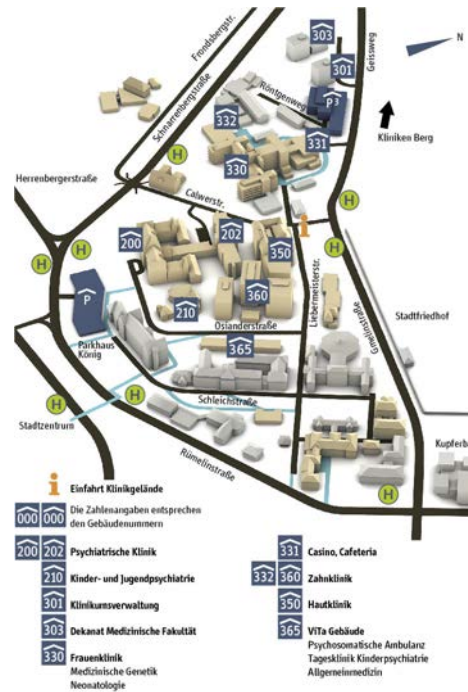 Frondsbergstr.
Schnarrenbergstraße
303
301
Geissweg
N
Röntgenweg
P3
332
331
Kliniken Berg
330
H
Herrenbergerstraße
Calwerstr.
H
i
H
H
H
200
202
350
P
210
360
Liebermeisterstr.
Gmelinstraße
Stadtfriedhof
Osianderstraße
Parkhaus
König
365
H
H
Schleichstraße
Stadtzentrum
Rümelinstraße
Kupferb
H
i Einfahrt Klinikgelände
000 000 Die Zahlenangaben entsprechen
den Gebäudenummern
200 202 Psychiatrische Klinik
210 Kinder- und Jugendpsychiatrie
301 Klinikumsverwaltung
303 Dekanat Medizinische Fakultät
330 Frauenklinik
Medizinische Genetik
Neonatologie
331 Casino, Cafeteria
332 360 Zahnklinik
350 Hautklinik
365 ViTa Gebäude
Psychosomatische Ambulanz
Tagesklinik Kinderpsychiatrie
Allgemeinmedizin